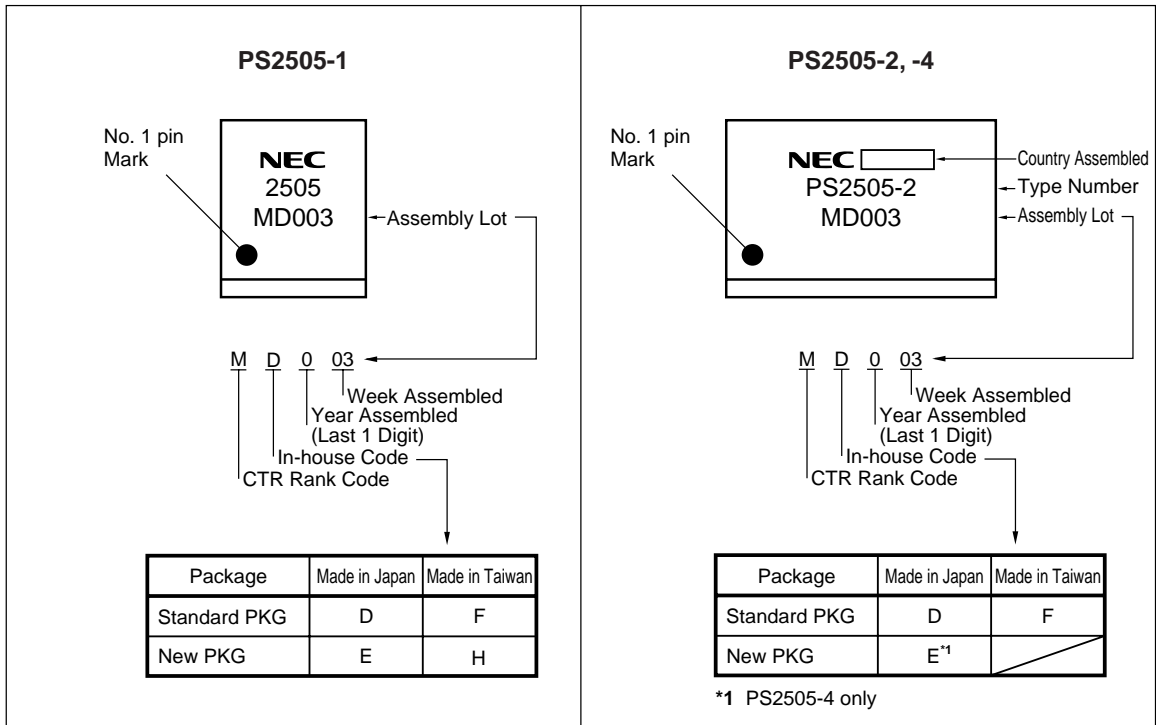 PS2505-1
No. 1 pin
Mark
NEC
2505
MD003
Assembly Lot
M D 0 03
Week Assembled
Year Assembled
(Last 1 Digit)
In-house Code
CTR Rank Code
Package Made in Japan Made in Taiwan
Standard PKG D F
New PKG E H
PS2505-2, -4
No. 1 pin
Mark
NEC
Country Assembled
PS2505-2
Type Number
MD003
Assembly Lot
M D 0 03
Week Assembled
Year Assembled
(Last 1 Digit)
In-house Code
CTR Rank Code
Package Made in Japan Made in Taiwan
Standard PKG D F
New PKG E*1
*1 PS2505-4 only